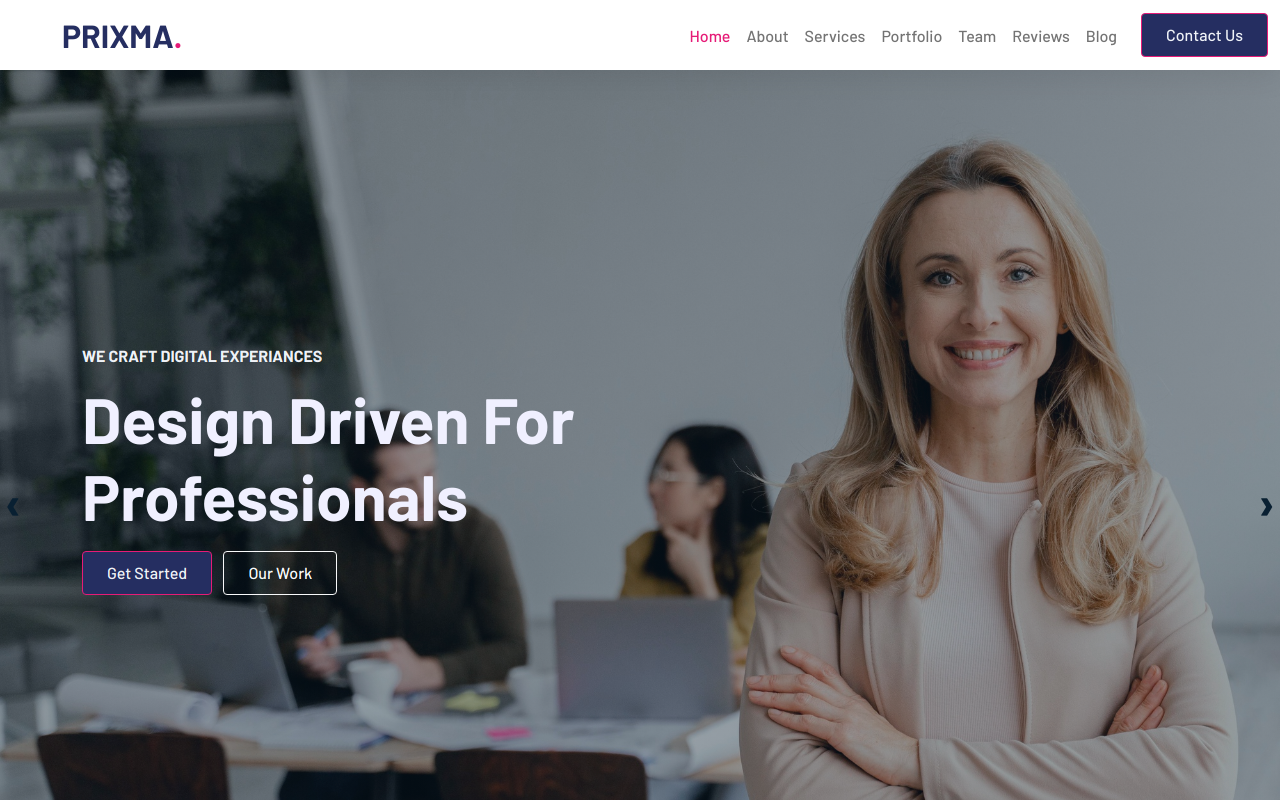 PRIXMA.
Home
About
Services
Portfolio
Team
Reviews
Blog
Contact Us
WE CRAFT DIGITAL EXPERIANCES
Design Driven For
Professionals
Get Started
Our Work